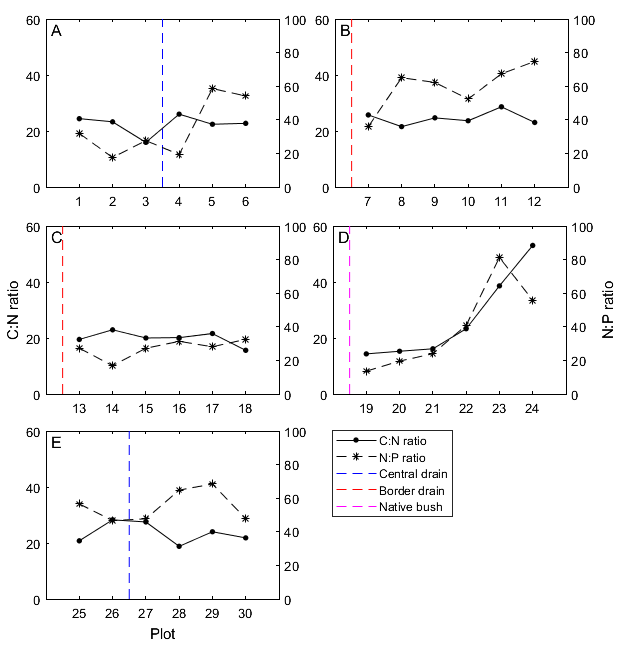 A
B
60
40
20
0
100
80
60
40
20
0
1 2 3 4 5 6
60
40
20
0
100
80
60
40
20
0
7 8 9 10 11 12
C
D
60
40
20
0
100
80
60
40
20
0
13 14 15 16 17 18
60
40
20
0
100
80
60
40
20
0
19 20 21 22 23 24
C:N ratio
N:P ratio
E
60
40
20
0
100
80
60
40
20
0
25 26 27 28 29 30
Plot
C:N ratio
N:P ratio
Central drain
Border drain
Native bush